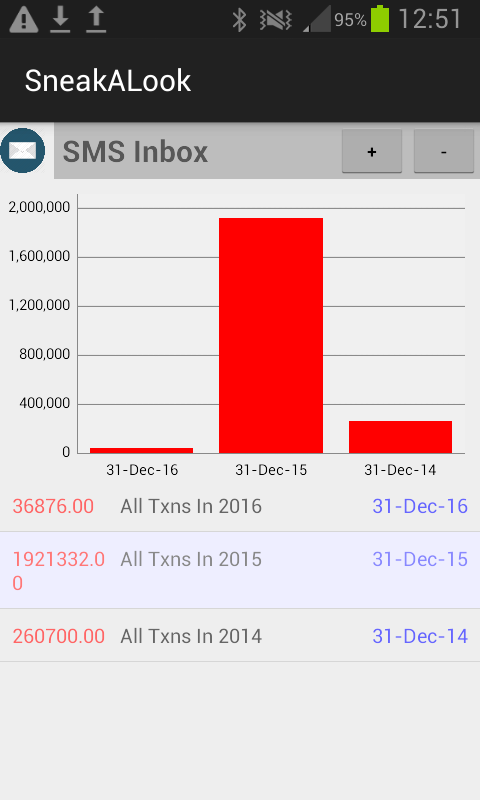 95% 12:51
SneakALook
SMS Inbox + -
2,000,000
1,600,000
1,200,000
800,000
400,000
0
31-Dec-16 31-Dec-15 31-Dec-14
36876.00 All Txns In 2016 31-Dec-16
1921332.0 All Txns In 2015 31-Dec-15
0
260700.00 All Txns In 2014 31-Dec-14